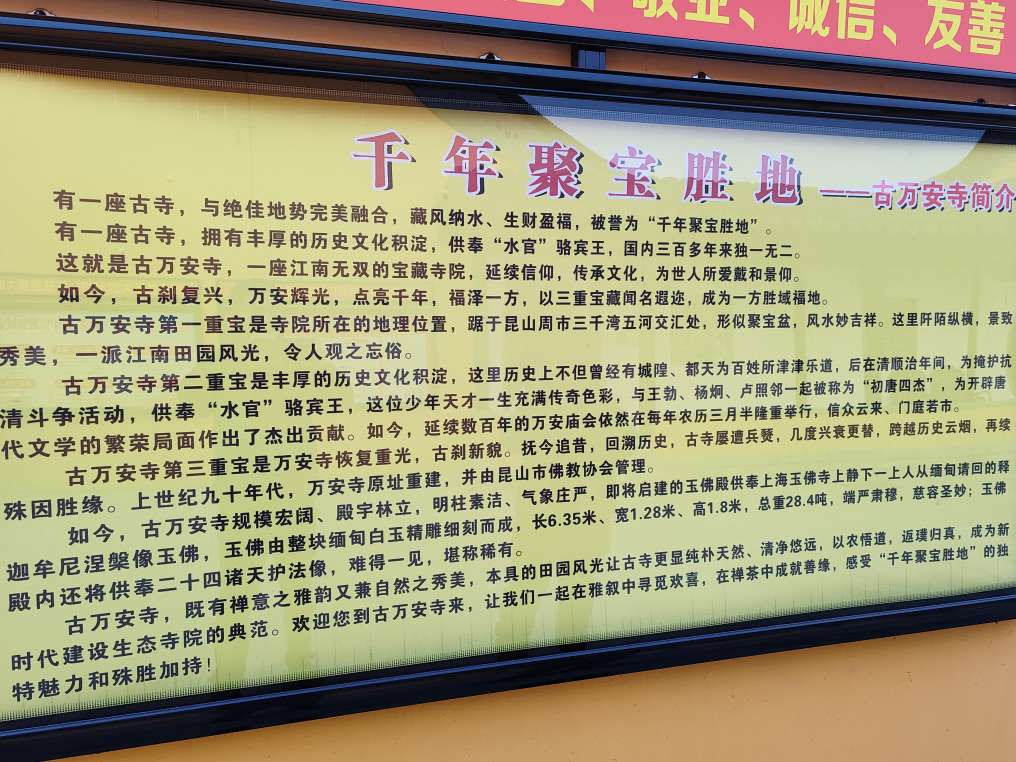 、敬业、诚信、友善
千年聚宝胜地 ——古万安寺简介
有一座古寺，与绝佳地势完美融合，藏风纳水、生财盈福，被誉为“千年聚宝胜地”。
有一座古寺，拥有丰厚的历史文化积淀，供奉“水官”骆宾王，国内三百多年来独一无二。
这就是古万安寺，一座江南无双的宝藏寺院，延续信仰，传承文化，为世人所爱戴和景仰。
如今，古刹复兴，万安辉光，点亮千年，福泽一方，以三重宝藏闻名遐迩，成为一方胜域福地。
古万安寺第一重宝是寺院所在的地理位置，踞于昆山周市三千湾五河交汇处，形似聚宝盆，风水妙吉祥。这里阡陌纵横，景致
秀美，一派江南田园风光，令人观之忘俗。
古万安寺第二重宝是丰厚的历史文化积淀，这里历史上不但曾经有城隍、都天为百姓所津津乐道，后在清顺治年间，为掩护抗
清斗争活动，供奉“水官”骆宾王，这位少年天才一生充满传奇色彩，与王勃、杨炯、卢照邻一起被称为“初唐四杰”，为开辟唐
代文学的繁荣局面作出了杰出贡献。如今，延续数百年的万安庙会依然在每年农历三月半隆重举行，信众云来、门庭若市。
古万安寺第三重宝是万安寺恢复重光，古刹新貌。抚今追昔，回溯历史，古寺屡遭兵燹，几度兴衰更替，跨越历史云烟，再续
殊因胜缘。上世纪九十年代，万安寺原址重建，并由昆山市佛教协会管理。
如今，古万安寺规模宏阔、殿宇林立，明柱素洁、气象庄严，即将启建的玉佛殿供奉上海玉佛寺上静下一上人从缅甸请回的释
迦牟尼涅槃像玉佛，玉佛由整块缅甸白玉精雕细刻而成，长6.35米、宽1.28米、高1.8米，总重28.4吨，端严肃穆，慈容圣妙；玉佛
殿内还将供奉二十四诸天护法像，难得一见，堪称稀有。
古万安寺，既有禅意之雅韵又兼自然之秀美，本具的田园风光让古寺更显纯朴天然、清净悠远，以农悟道，返璞归真，成为新
时代建设生态寺院的典范。欢迎您到古万安寺来，让我们一起在雅叙中寻觅欢喜，在禅茶中成就善缘，感受“千年聚宝胜地”的独
特魅力和殊胜加持！